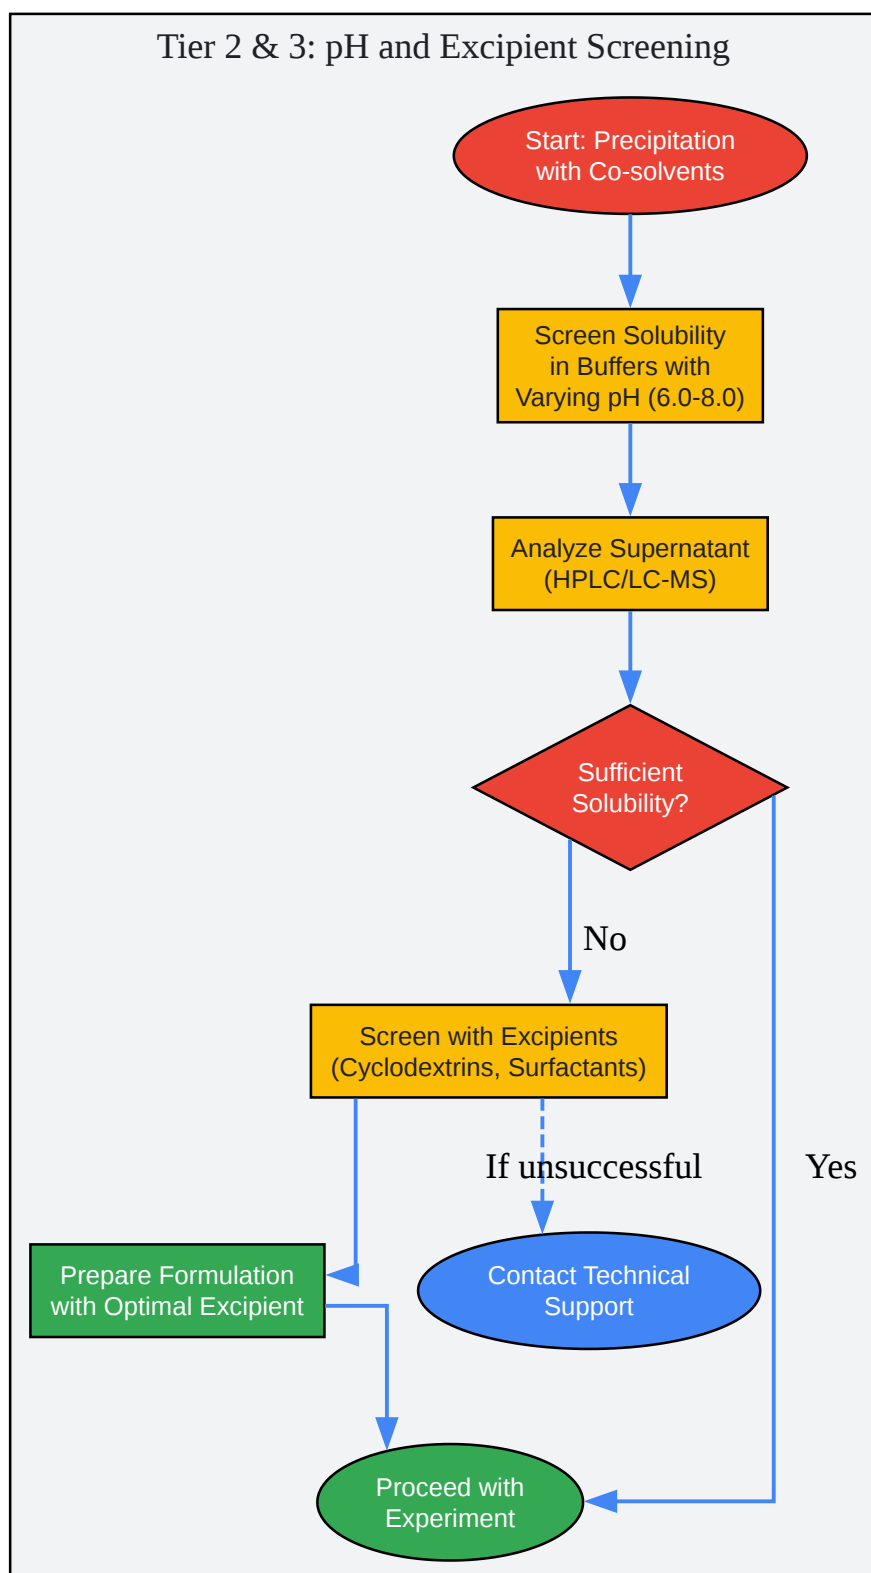 Tier 2 & 3: pH and Excipient Screening
Start: Precipitation
with Co-solvents
Screen Solubility
in Buffers with
Varying pH (6.0-8.0)
Analyze Supernatant
(HPLC/LC-MS)
Sufficient
Solubility?
No
Screen with Excipients
(Cyclodextrins, Surfactants)
If unsuccessful
Yes
Prepare Formulation
with Optimal Excipient
Contact Technical
Support
Proceed with
Experiment